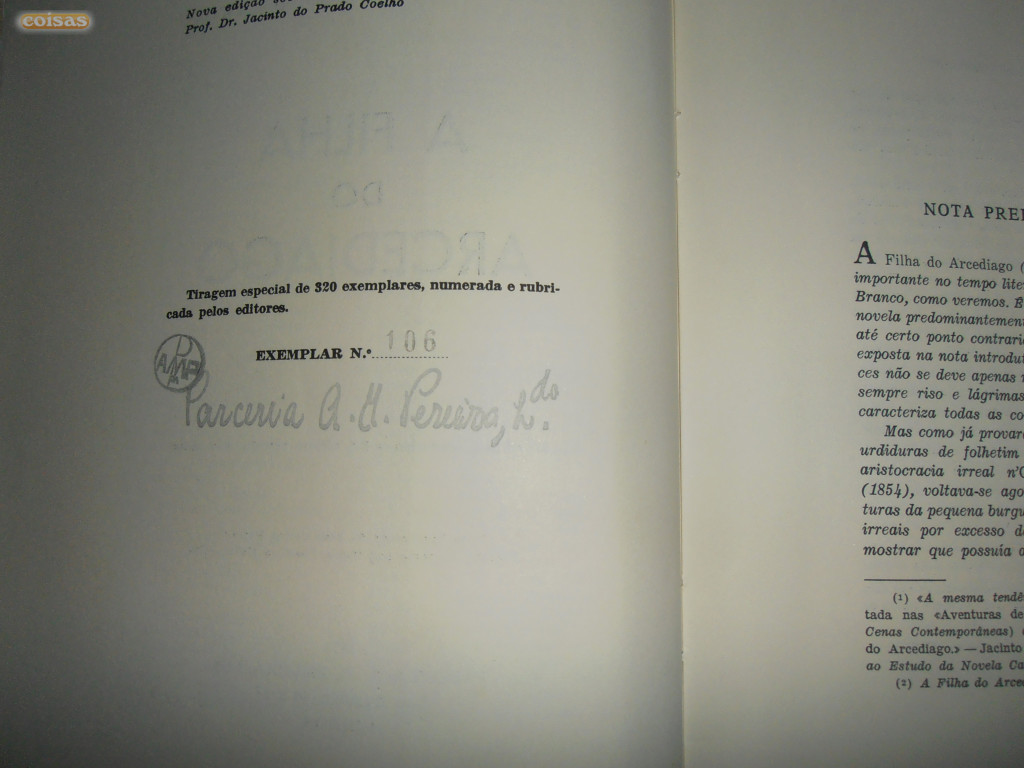 coisas
Nova edição
Prof. Dr. Jacinto do Prado Coelho
A FILHA
DO
ARCEDIAGO
Tiragem especial de 320 exemplares, numerada e rubri-
cada pelos editores.
EXEMPLAR N.º 106
Parceria A. M. Pereira, L.da
NOTA PREI
A Filha do Arcediago (
importante no tempo lite
Branco, como veremos. É
novela predominantemen
até certo ponto contrari
exposta na nota introdu
ces não se deve apenas
sempre riso e lágrimas
caracteriza todas as co
Mas como já provar
urdiduras de folhetim
aristocracia irreal n'
(1854), voltava-se ago
turas da pequena burgu
irreais por excesso d
mostrar que possuía
(1) «A mesma tendê
tada nas «Aventuras de
Cenas Contemporâneas)
do Arcediago.» — Jacinto
ao Estudo da Novela Ca
(2) A Filha do Arce